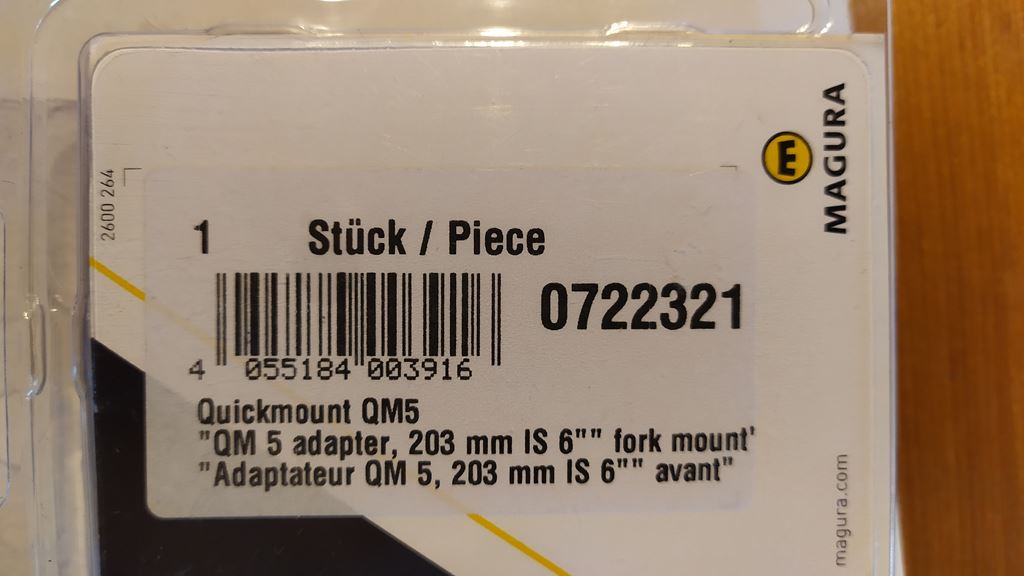 2600 264
MAGURA
1 Stück / Piece
0722321
4 055184 003916
Quickmount QM5
"QM 5 adapter, 203 mm IS 6"" fork mount'
"Adaptateur QM 5, 203 mm IS 6"" avant"
magura.com